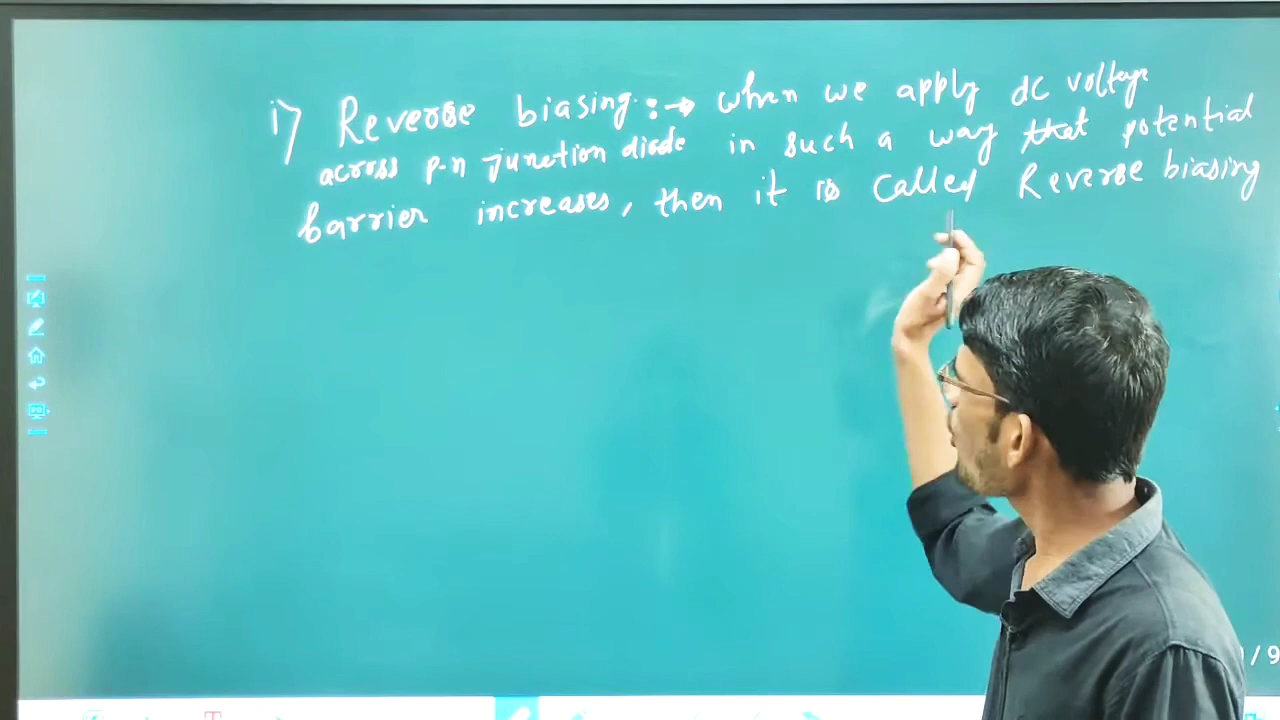 i) Reverse biasing :→ when we apply dc voltage
across p-n junction diode in such a way that potential
barrier increases, then it is called Reverse biasing
/ 9